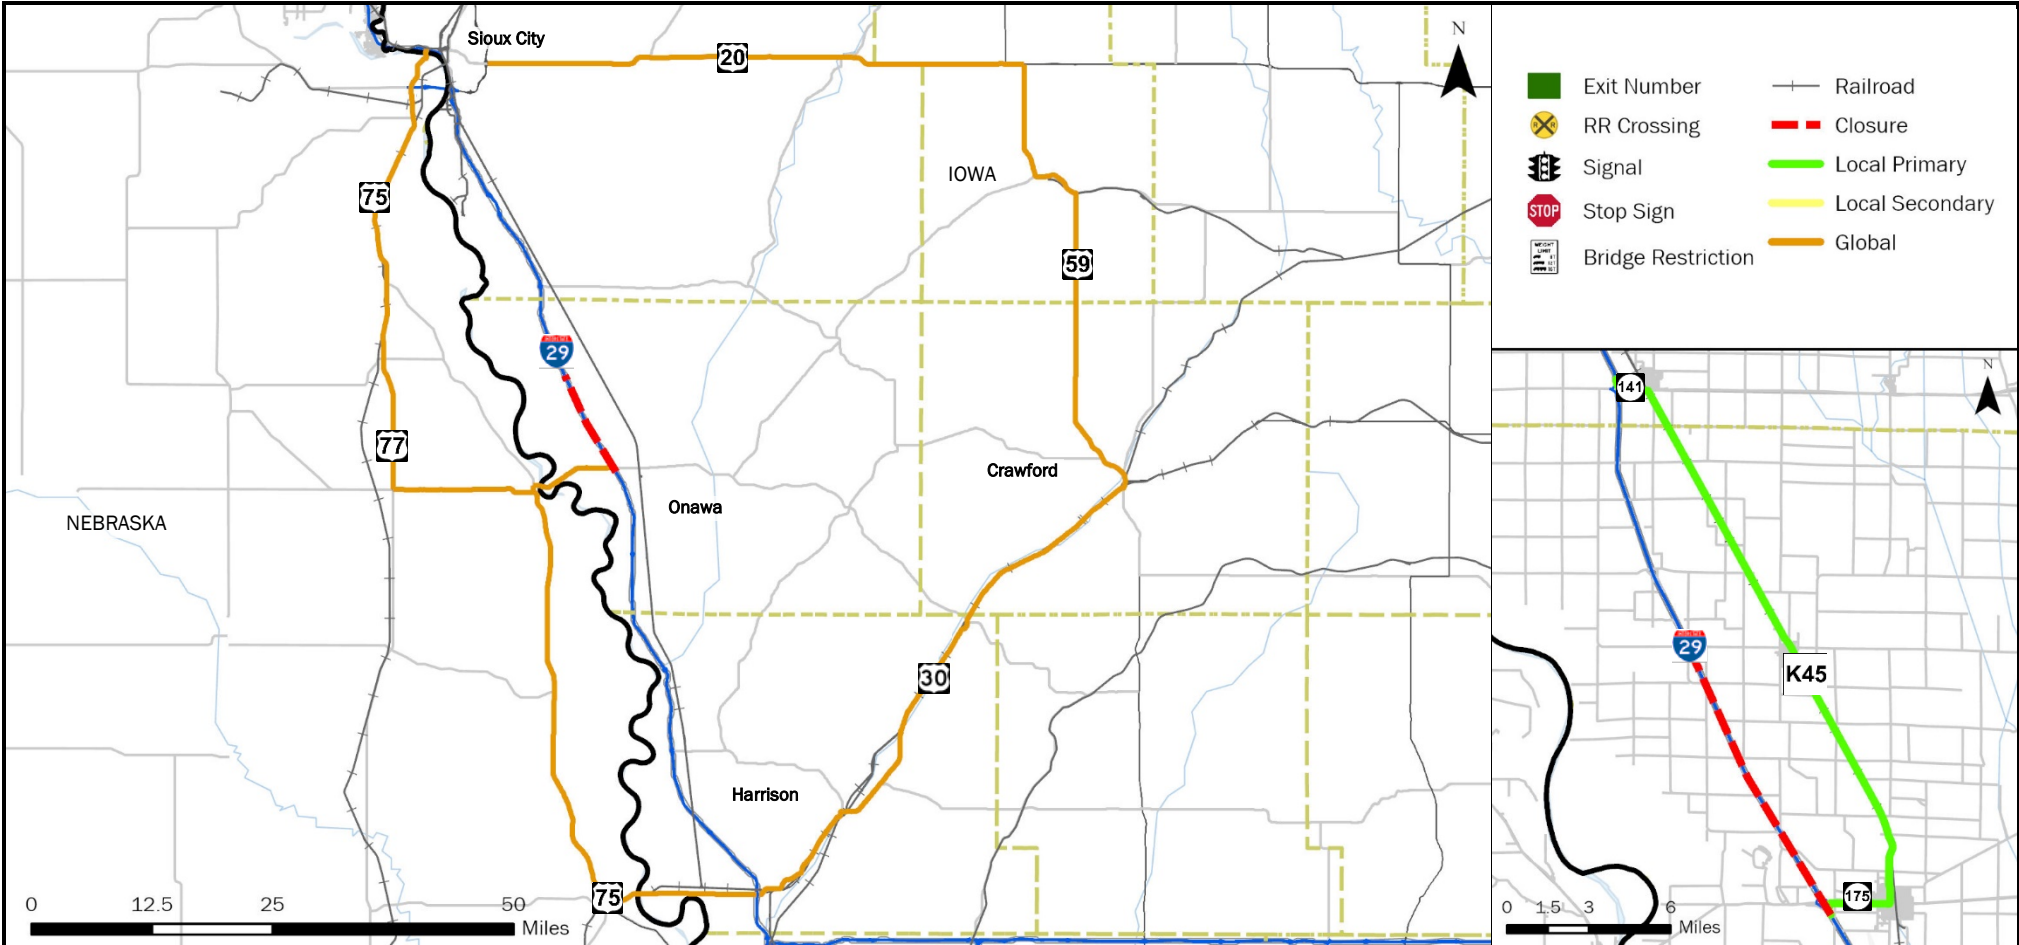 Sioux City
20
N
IOWA
75
59
29
77
Crawford
Onawa
NEBRASKA
30
Harrison
75
0 12.5 25 50
Miles
Exit Number
RR Crossing
Signal
STOP
Stop Sign
WEIGHT
LIMIT
Bridge Restriction
Railroad
Closure
Local Primary
Local Secondary
Global
N
141
29
K45
175
0 1.5 3 6
Miles